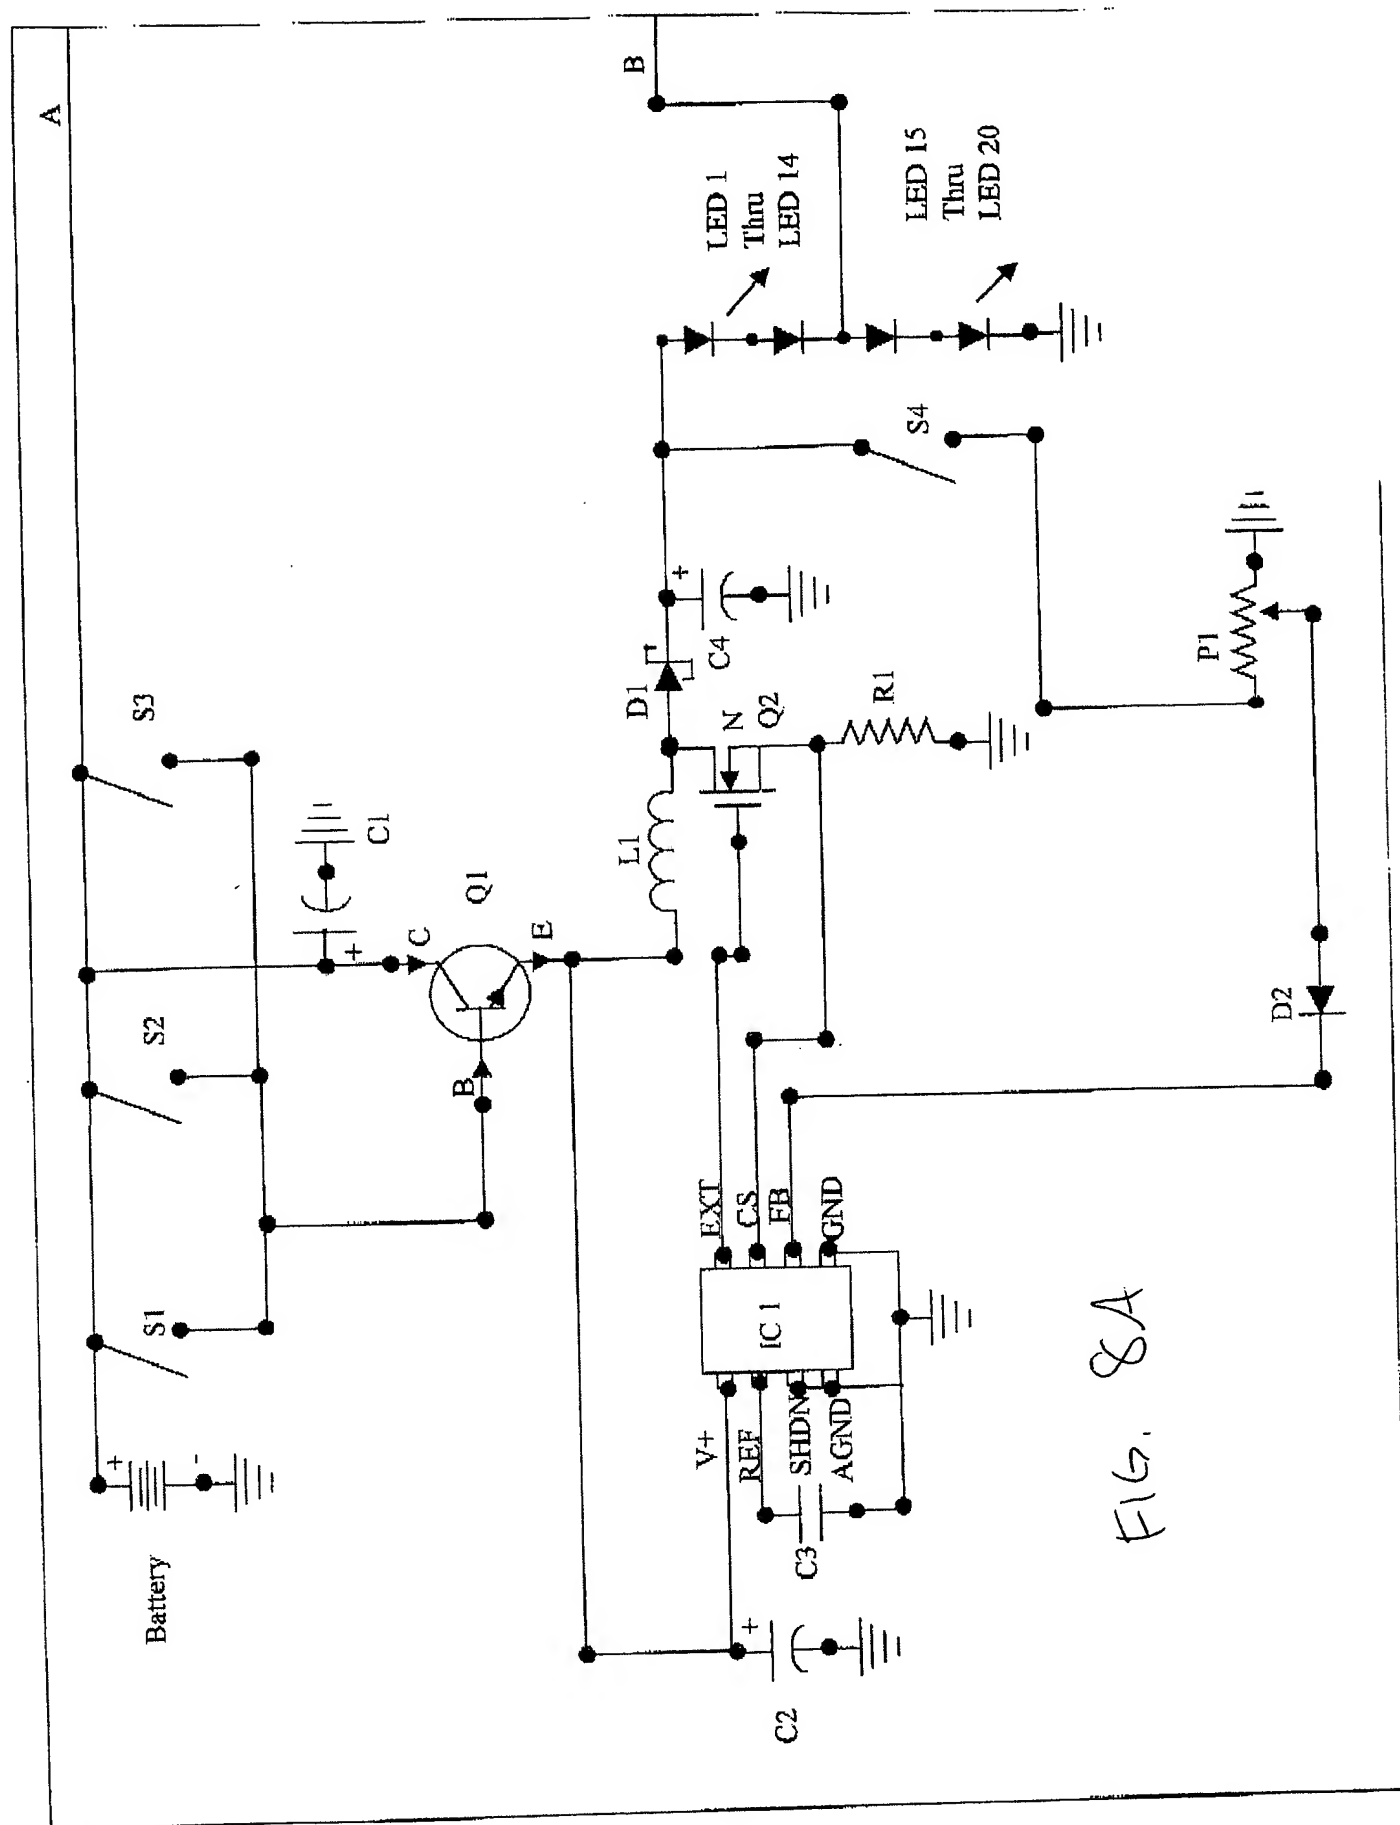 A
B
Battery
+
-
S1
S2
S3
C1
+
C
Q1
B
E
L1
D1
+
C4
N
Q2
R1
LED 1
Thru
LED 14
LED 15
Thru
LED 20
S4
P1
D2
EXT
CS
FB
GND
IC 1
V+
REF
SHDN
AGND
C3
+
C2
FIG. 8A